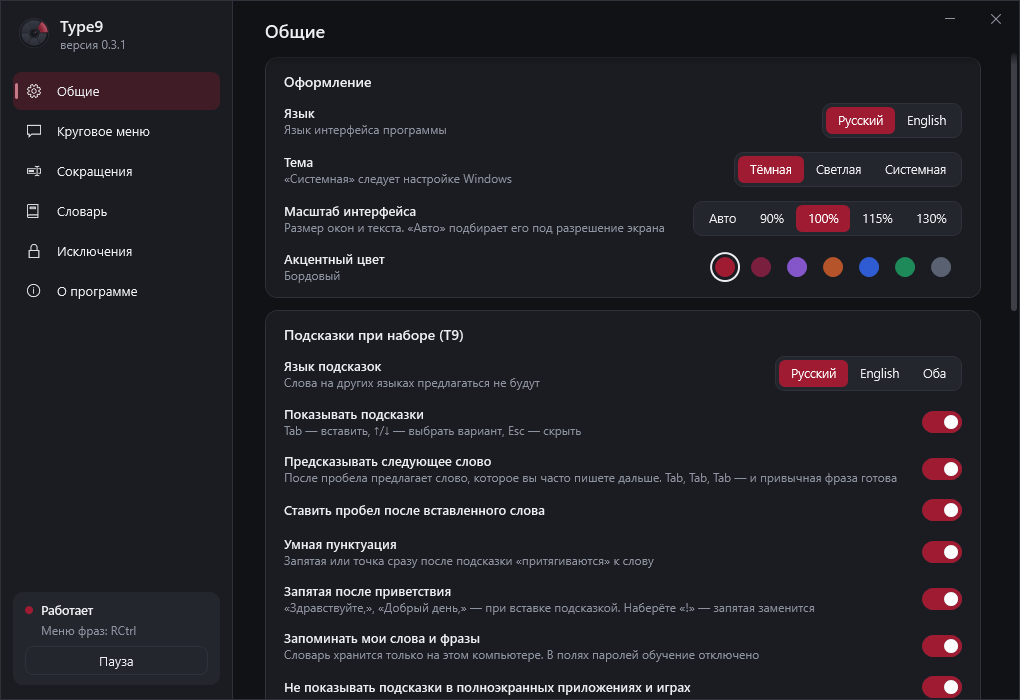 Type9
версия 0.3.1
Общие
Круговое меню
Сокращения
Словарь
Исключения
О программе
Работает
Меню фраз: RCtrl
Пауза
Общие
Оформление
Язык
Язык интерфейса программы
Русский English
Тема
«Системная» следует настройке Windows
Тёмная Светлая Системная
Масштаб интерфейса
Размер окон и текста. «Авто» подбирает его под разрешение экрана
Авто 90% 100% 115% 130%
Акцентный цвет
Бордовый
Подсказки при наборе (Т9)
Язык подсказок
Слова на других языках предлагаться не будут
Русский English Оба
Показывать подсказки
Tab — вставить, ↑/↓ — выбрать вариант, Esc — скрыть
Предсказывать следующее слово
После пробела предлагает слово, которое вы часто пишете дальше. Tab, Tab, Tab — и привычная фраза готова
Ставить пробел после вставленного слова
Умная пунктуация
Запятая или точка сразу после подсказки «притягиваются» к слову
Запятая после приветствия
«Здравствуйте,», «Добрый день,» — при вставке подсказкой. Наберёте «!» — запятая заменится
Запоминать мои слова и фразы
Словарь хранится только на этом компьютере. В полях паролей обучение отключено
Не показывать подсказки в полноэкранных приложениях и играх